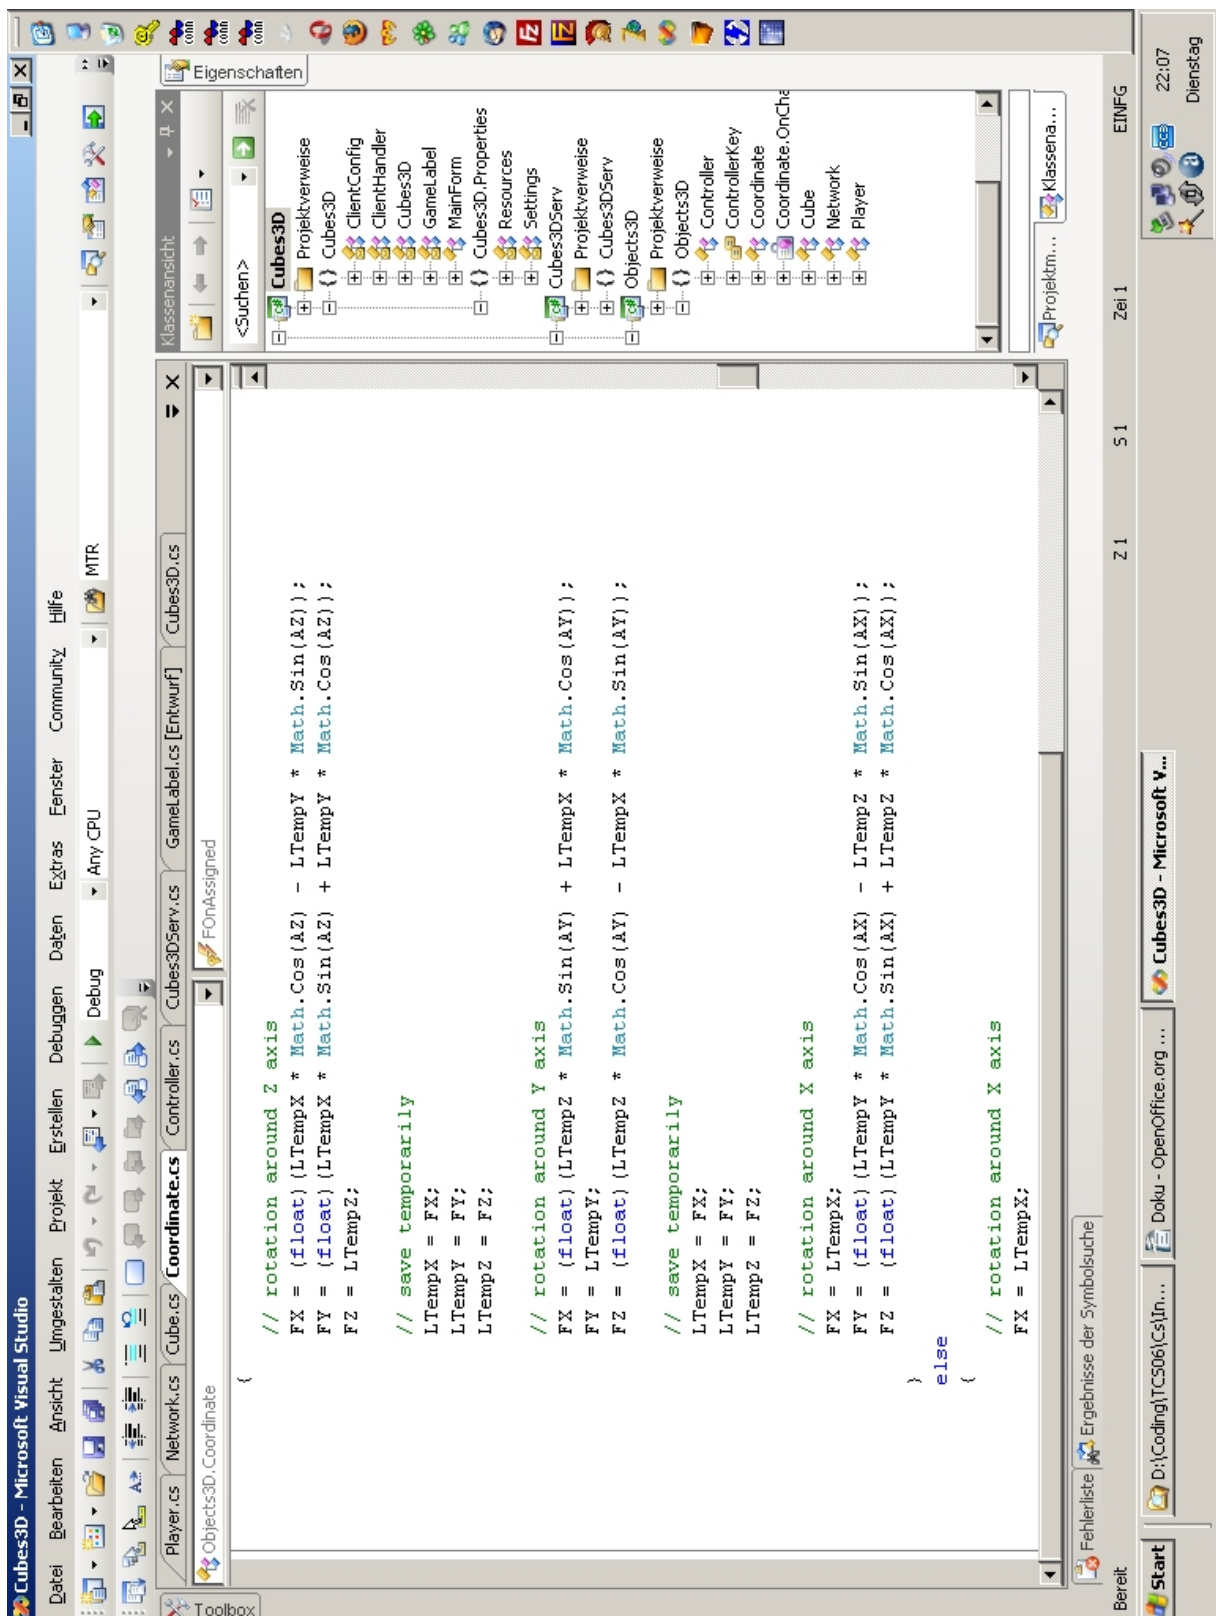 Cubes3D - Microsoft Visual Studio
Datei Bearbeiten Ansicht Umgestalten Projekt Erstellen Debuggen Daten Extras Fenster Community Hilfe
Debug Any CPU MTR
Player.cs Network.cs Cube.cs Coordinate.cs Controller.cs Cubes3DServ.cs GameLabel.cs [Entwurf] Cubes3D.cs
Objects3D.Coordinate FOnAssigned
Toolbox
{
// rotation around Z axis
FX = (float)(LTempX * Math.Cos(AZ) - LTempY * Math.Sin(AZ));
FY = (float)(LTempX * Math.Sin(AZ) + LTempY * Math.Cos(AZ));
FZ = LTempZ;
// save temporarily
LTempX = FX;
LTempY = FY;
LTempZ = FZ;
// rotation around Y axis
FX = (float)(LTempZ * Math.Sin(AY) + LTempX * Math.Cos(AY));
FY = LTempY;
FZ = (float)(LTempZ * Math.Cos(AY) - LTempX * Math.Sin(AY));
// save temporarily
LTempX = FX;
LTempY = FY;
LTempZ = FZ;
// rotation around X axis
FX = LTempX;
FY = (float)(LTempY * Math.Cos(AX) - LTempZ * Math.Sin(AX));
FZ = (float)(LTempY * Math.Sin(AX) + LTempZ * Math.Cos(AX));
}
else
{
// rotation around X axis
FX = LTempX;
Klassenansicht
<Suchen>
Cubes3D
Projektverweise
{} Cubes3D
ClientConfig
ClientHandler
Cubes3D
GameLabel
MainForm
{} Cubes3D.Properties
Resources
Settings
Cubes3DServ
Projektverweise
{} Cubes3DServ
Objects3D
Projektverweise
{} Objects3D
Controller
ControllerKey
Coordinate
Coordinate.OnCha
Cube
Network
Player
Projektm... Klassena...
Eigenschaften
Fehlerliste Ergebnisse der Symbolsuche
Bereit Z 1 S 1 Zei 1 EINFG
Start D:\Coding\TCS06\Cs\In... Doku - OpenOffice.org ... Cubes3D - Microsoft V...
22:07
Dienstag